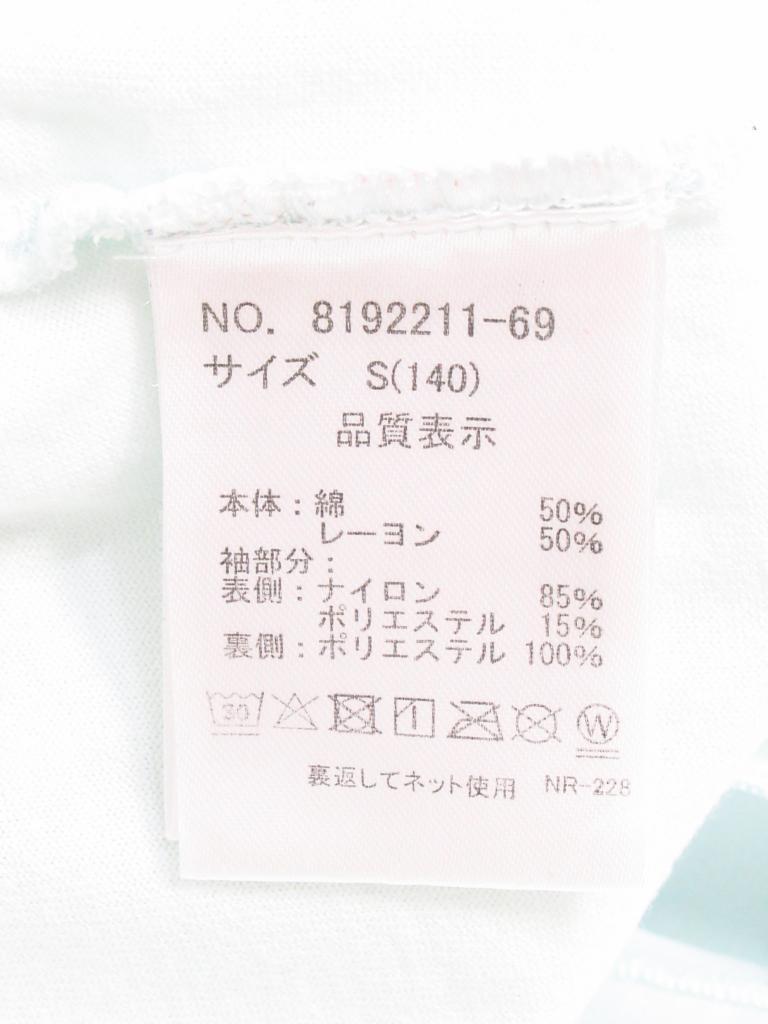 NO. 8192211-69
サイズ S(140)
品質表示
本体：綿 50%
レーヨン 50%
袖部分：
表側：ナイロン 85%
ポリエステル 15%
裏側：ポリエステル 100%
30
W
裏返してネット使用 NR-228